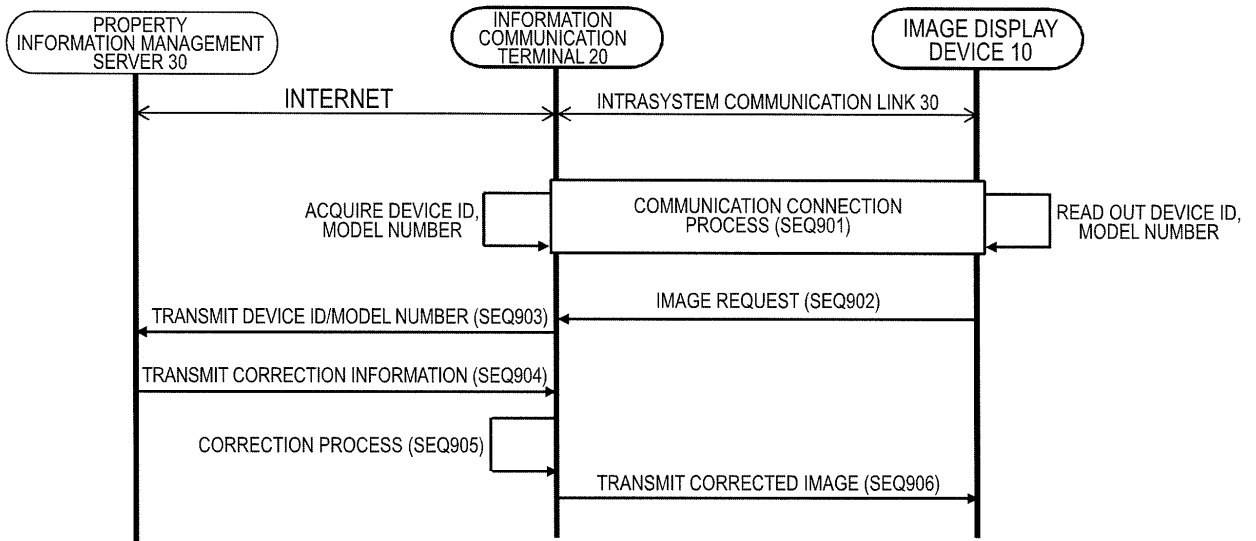 PROPERTY
INFORMATION MANAGEMENT
SERVER 30
INFORMATION
COMMUNICATION
TERMINAL 20
IMAGE DISPLAY
DEVICE 10
INTERNET
INTRASYSTEM COMMUNICATION LINK 30
ACQUIRE DEVICE ID,
MODEL NUMBER
COMMUNICATION CONNECTION
PROCESS (SEQ901)
READ OUT DEVICE ID,
MODEL NUMBER
IMAGE REQUEST (SEQ902)
TRANSMIT DEVICE ID/MODEL NUMBER (SEQ903)
TRANSMIT CORRECTION INFORMATION (SEQ904)
CORRECTION PROCESS (SEQ905)
TRANSMIT CORRECTED IMAGE (SEQ906)